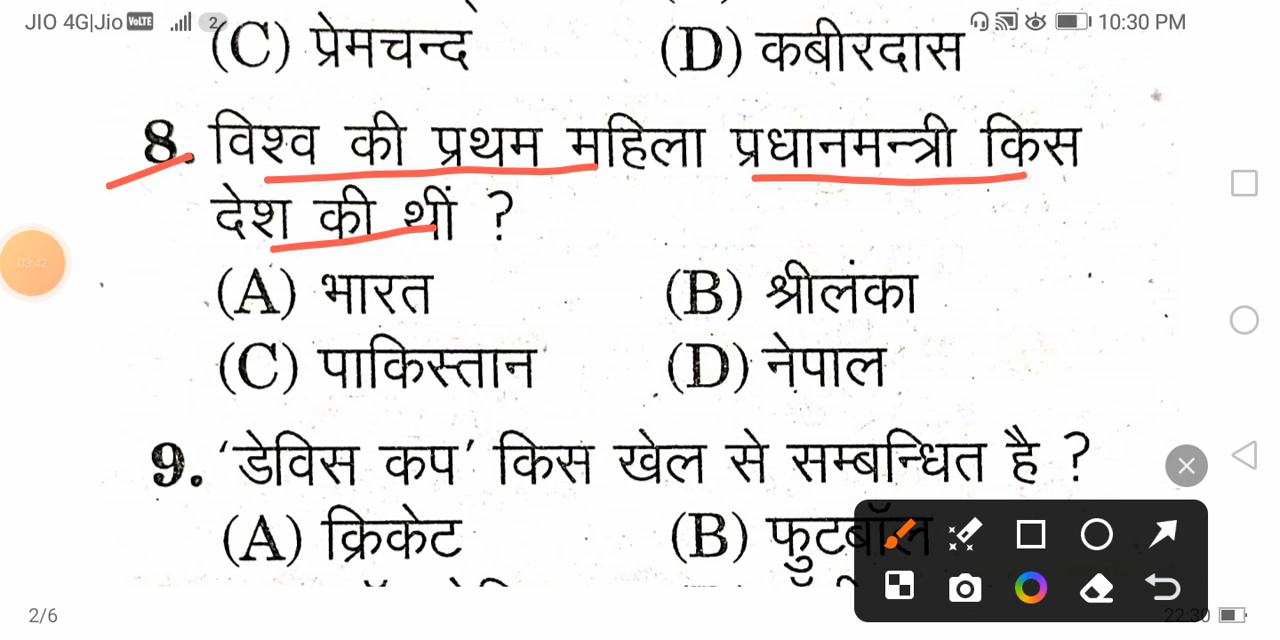 JIO 4G|Jio VoLTE 2 10:30 PM
(C) प्रेमचन्द (D) कबीरदास
8. विश्व की प्रथम महिला प्रधानमन्त्री किस
देश की थीं ?
03:42
(A) भारत (B) श्रीलंका
(C) पाकिस्तान (D) नेपाल
9. ‘डेविस कप’ किस खेल से सम्बन्धित है ?
(A) क्रिकेट (B) फुटबॉल
2/6 22:30